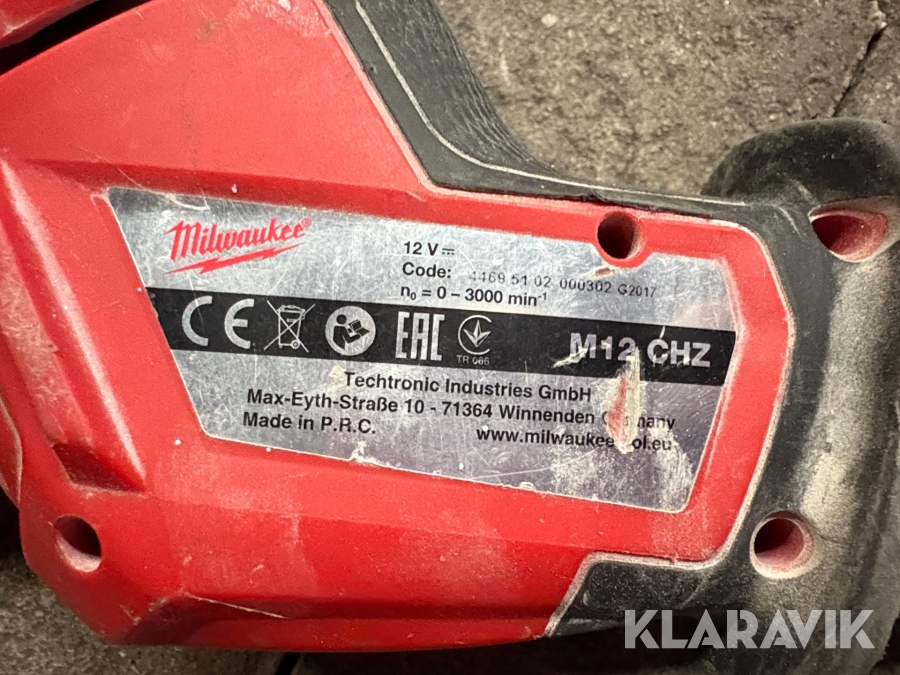 Milwaukee®
12 V ⎓
Code: 4469 51 02 000302 G2017
n₀ = 0 – 3000 min⁻¹
CE EAC TR 066 M12 CHZ
Techtronic Industries GmbH
Max-Eyth-Straße 10 - 71364 Winnenden
Made in P.R.C.
KLARAVIK